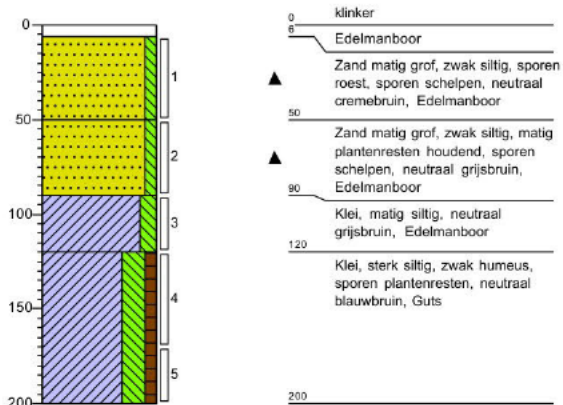 0
50
100
150
200
1
2
3
4
5
0 klinker
6
Edelmanboor
Zand matig grof, zwak siltig, sporen
roest, sporen schelpen, neutraal
cremebruin, Edelmanboor
50
Zand matig grof, zwak siltig, matig
plantenresten houdend, sporen
schelpen, neutraal grijsbruin,
Edelmanboor
90
Klei, matig siltig, neutraal
grijsbruin, Edelmanboor
120
Klei, sterk siltig, zwak humeus,
sporen plantenresten, neutraal
blauwbruin, Guts
200